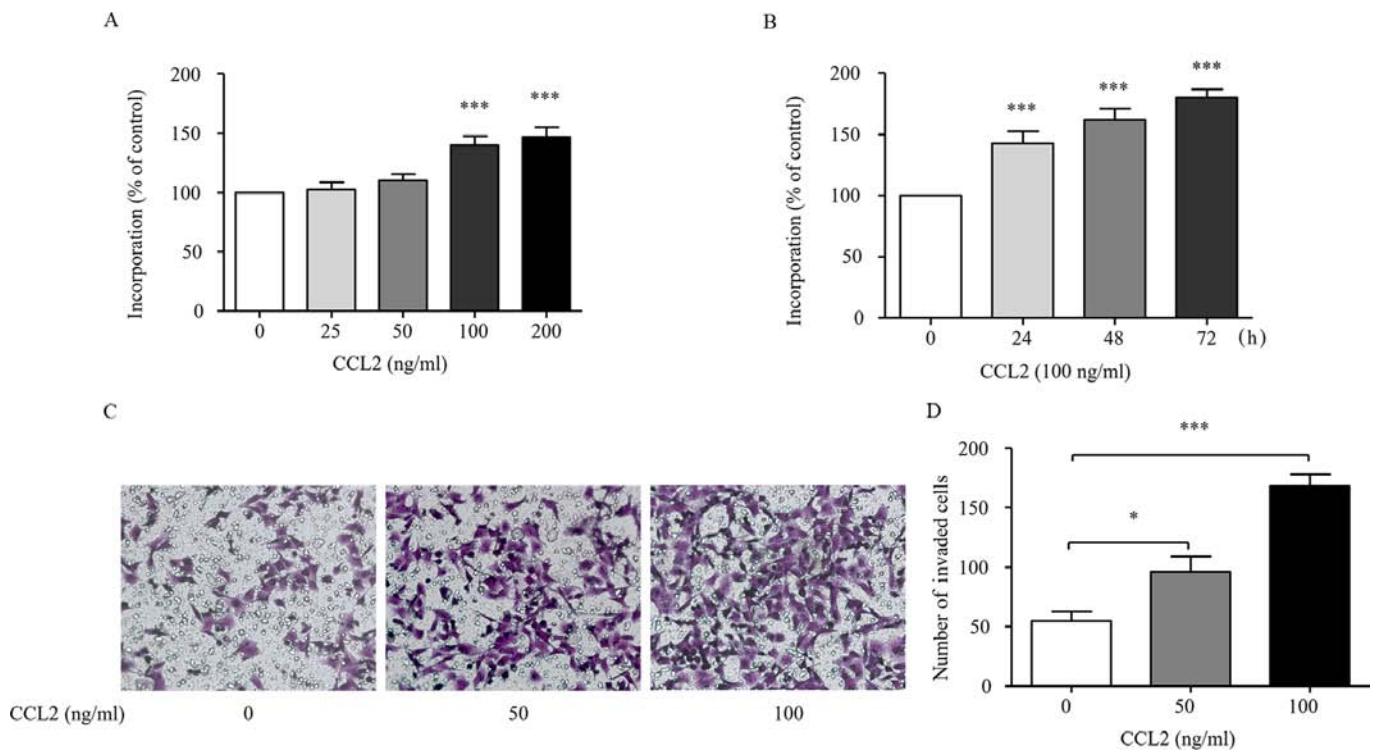 A
200
150
100
50
0
Incorporation (% of control)
*** ***
0 25 50 100 200
CCL2 (ng/ml)
B
200
150
100
50
0
Incorporation (% of control)
*** *** ***
0 24 48 72 (h)
CCL2 (100 ng/ml)
C
CCL2 (ng/ml) 0 50 100
D
200
150
100
50
0
Number of invaded cells
***
*
0 50 100
CCL2 (ng/ml)